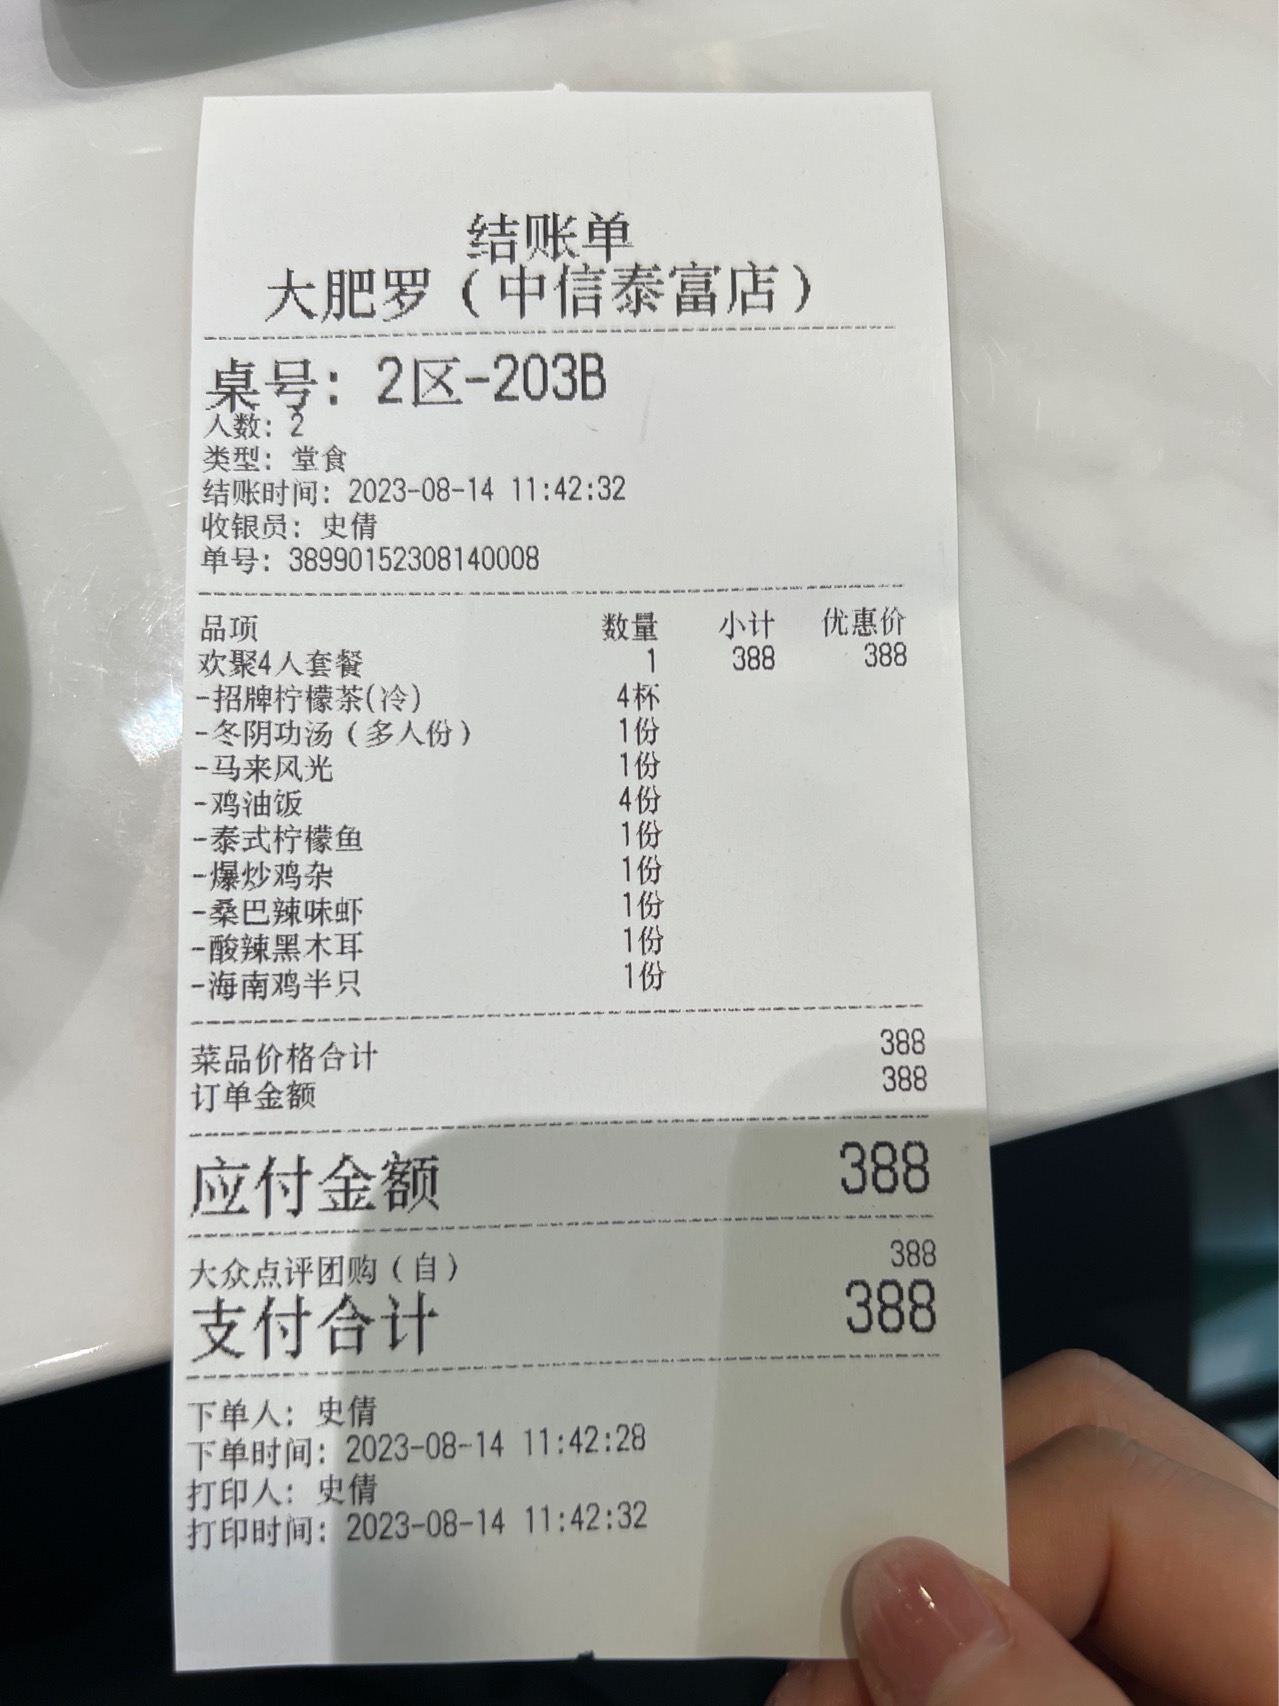 结账单
大肥罗（中信泰富店）
桌号：2区-203B
人数：2
类型：堂食
结账时间：2023-08-14 11:42:32
收银员：史倩
单号：38990152308140008
品项 数量 小计 优惠价
欢聚4人套餐 1 388 388
-招牌柠檬茶(冷) 4杯
-冬阴功汤（多人份） 1份
-马来风光 1份
-鸡油饭 4份
-泰式柠檬鱼 1份
-爆炒鸡杂 1份
-桑巴辣味虾 1份
-酸辣黑木耳 1份
-海南鸡半只 1份
菜品价格合计 388
订单金额 388
应付金额 388
大众点评团购（自） 388
支付合计 388
下单人：史倩
下单时间：2023-08-14 11:42:28
打印人：史倩
打印时间：2023-08-14 11:42:32